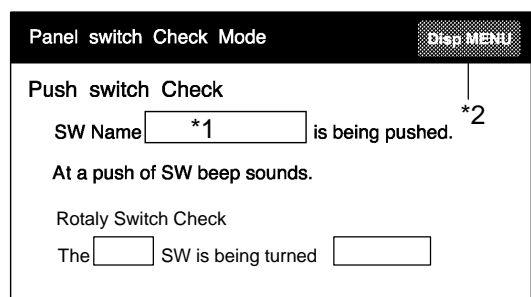 Panel switch Check Mode Disp MENU
*2
Push switch Check
SW Name *1 is being pushed.
At a push of SW beep sounds.
Rotaly Switch Check
The SW is being turned